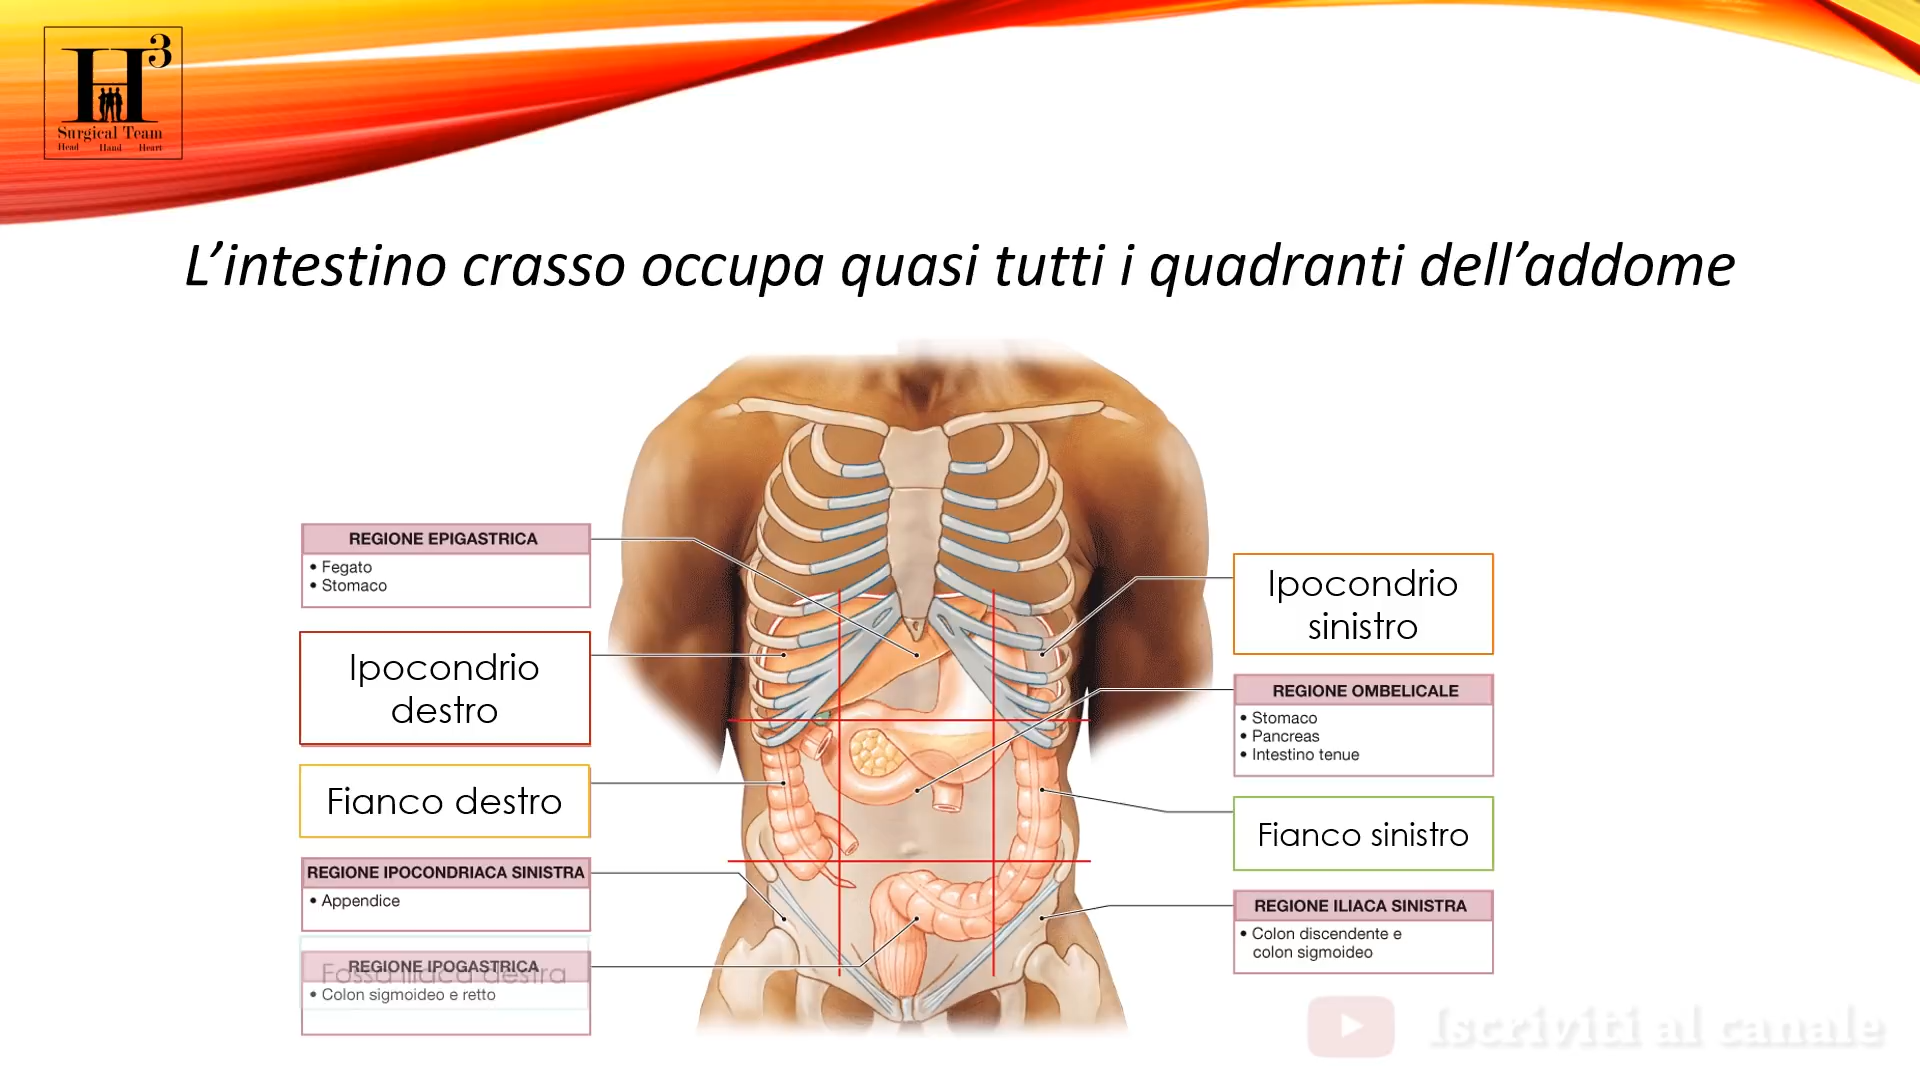 H3
Surgical Team
Head Hand Heart
L’intestino crasso occupa quasi tutti i quadranti dell’addome
REGIONE EPIGASTRICA
• Fegato
• Stomaco
Ipocondrio
destro
Fianco destro
REGIONE IPOCONDRIACA SINISTRA
• Appendice
REGIONE IPOGASTRICA
Fossa iliaca destra
• Colon sigmoideo e retto
Ipocondrio
sinistro
REGIONE OMBELICALE
• Stomaco
• Pancreas
• Intestino tenue
Fianco sinistro
REGIONE ILIACA SINISTRA
• Colon discendente e
colon sigmoideo
Iscriviti al canale